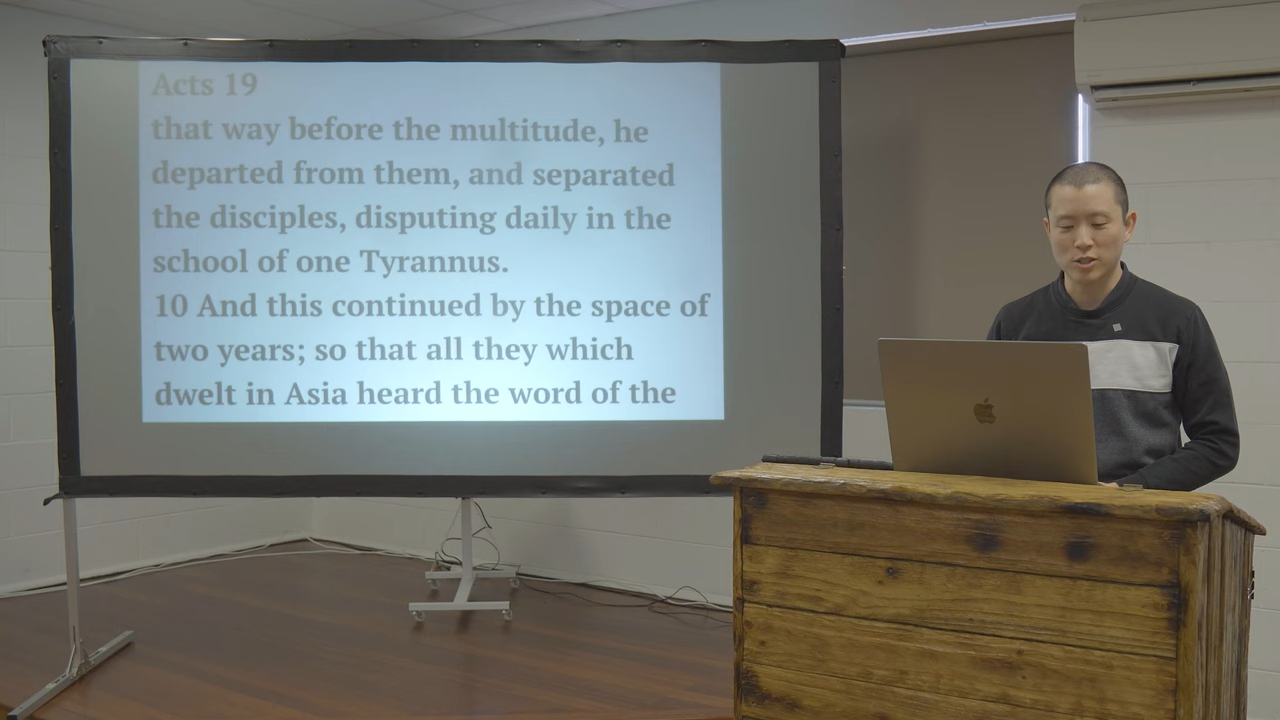 Acts 19
that way before the multitude, he
departed from them, and separated
the disciples, disputing daily in the
school of one Tyrannus.
10 And this continued by the space of
two years; so that all they which
dwelt in Asia heard the word of the